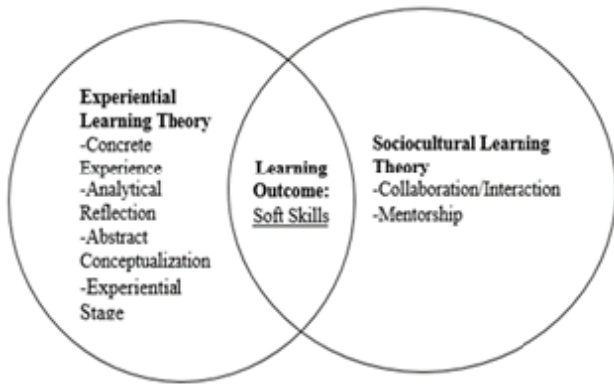 Experiential
Learning Theory
-Concrete
Experience
-Analytical
Reflection
-Abstract
Conceptualization
-Experiential
Stage
Learning
Outcome:
Soft Skills
Sociocultural Learning
Theory
-Collaboration/Interaction
-Mentorship